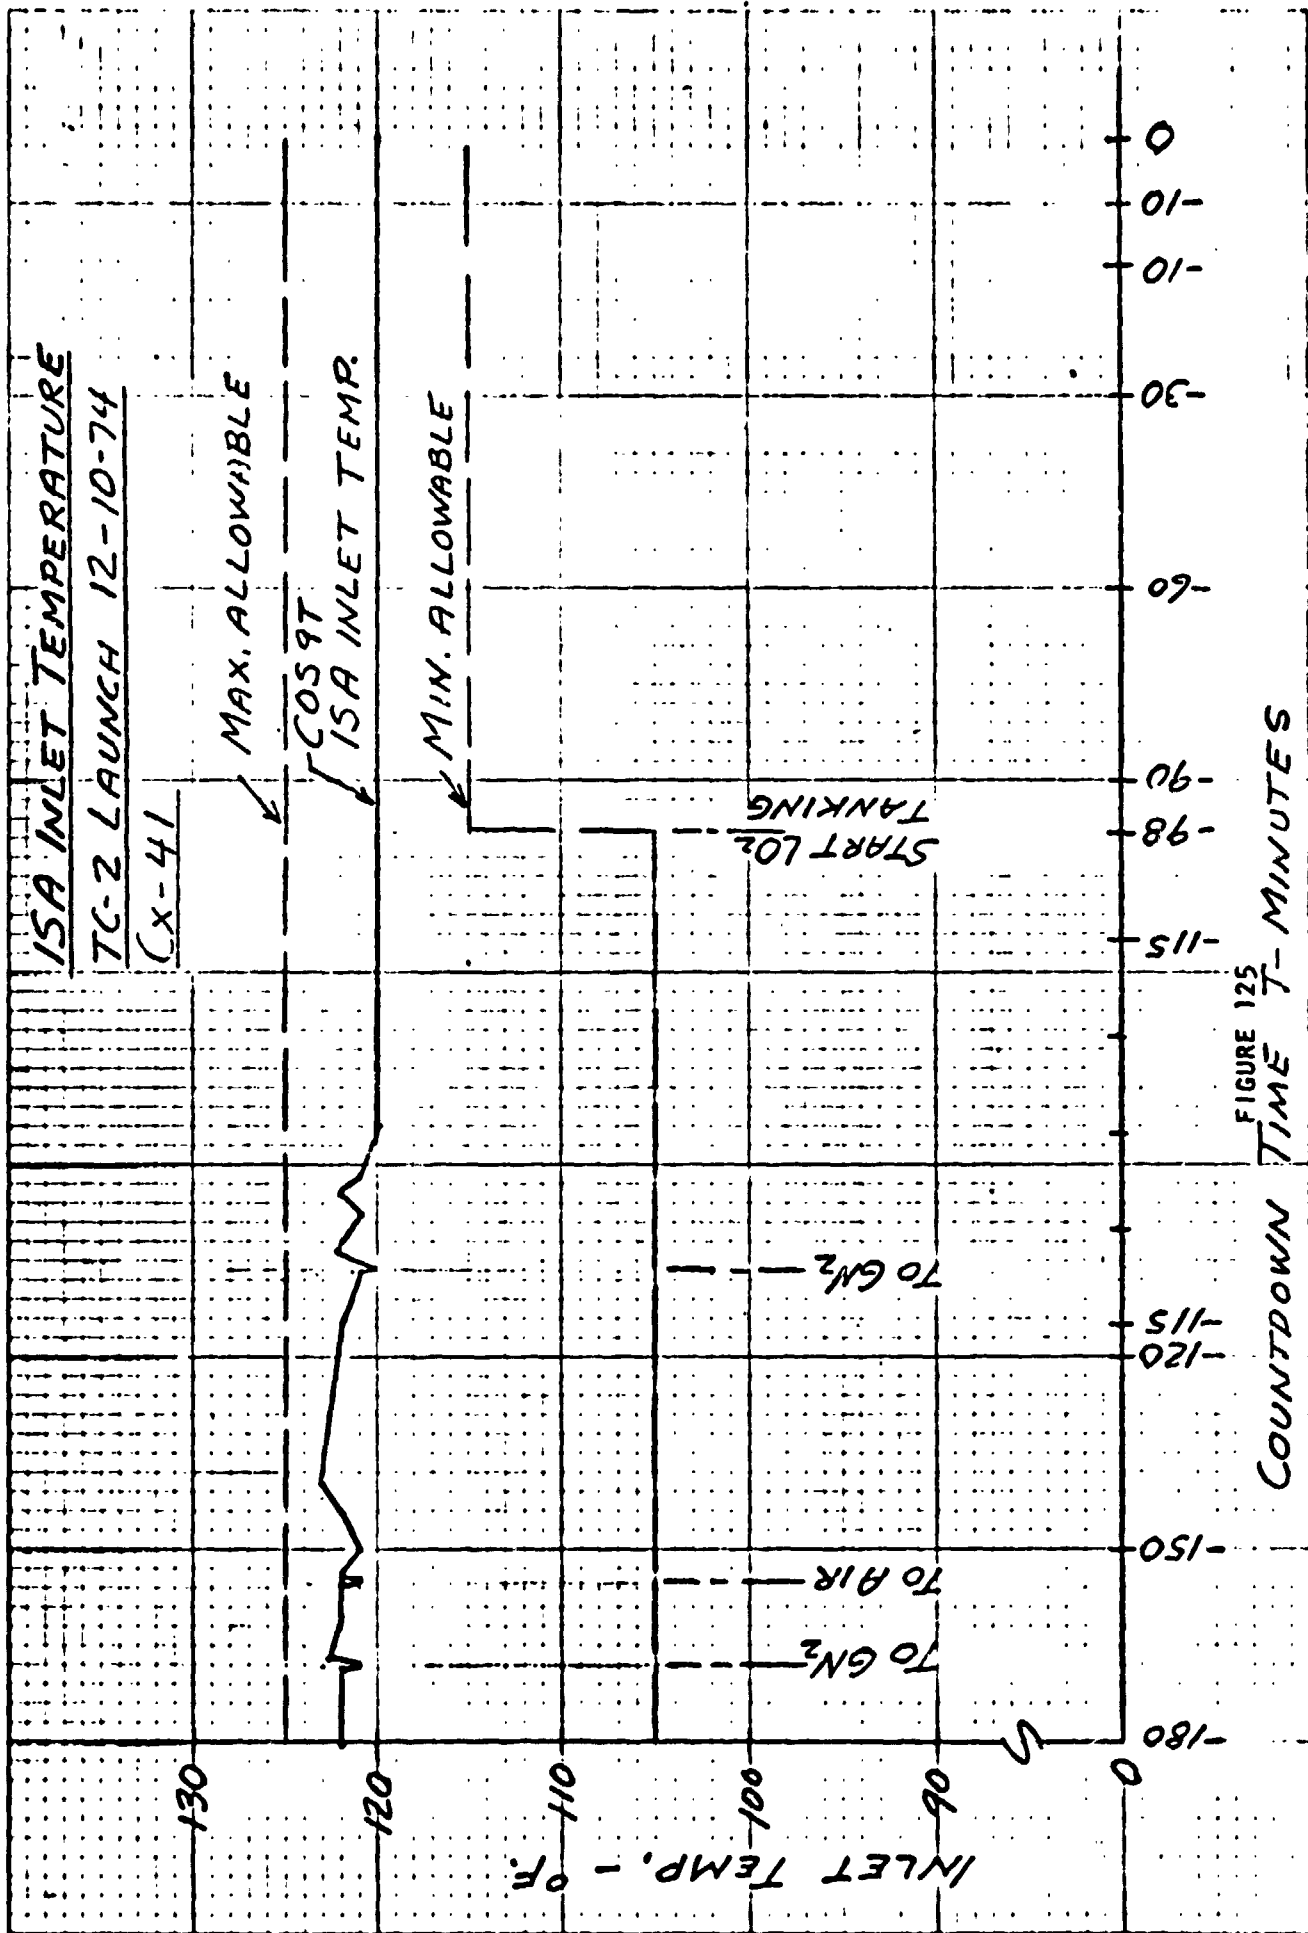 ISA INLET TEMPERATURE
TC-2 LAUNCH 12-10-74
CX-41
MAX. ALLOWABLE
COS9T
ISA INLET TEMP.
MIN. ALLOWABLE
START LO2
TANKING
TO GN2
TO AIR
TO GN2
INLET TEMP. - °F.
130
120
110
100
90
0
-180
-150
-120
-115
-115
-98
-90
-60
-30
-10
-10
0
FIGURE 125
COUNTDOWN TIME T-MINUTES